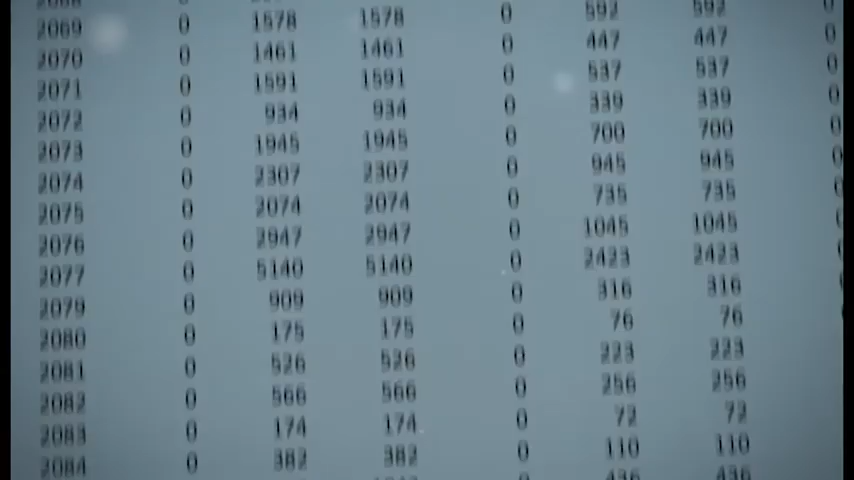 2069 0 1578 1578 0 592 592 0
2070 0 1461 1461 0 447 447 0
2071 0 1591 1591 0 537 537 0
2072 0 934 934 0 339 339 0
2073 0 1945 1945 0 700 700 0
2074 0 2307 2307 0 945 945 0
2075 0 2074 2074 0 735 735 0
2076 0 2947 2947 0 1045 1045 0
2077 0 5140 5140 0 2423 2423
2079 0 909 909 0 316 316
2080 0 175 175 0 76 76
2081 0 526 526 0 223 223
2082 0 566 566 0 256 256
2083 0 174 174 0 72 72
2084 0 382 382 0 110 110
436 436